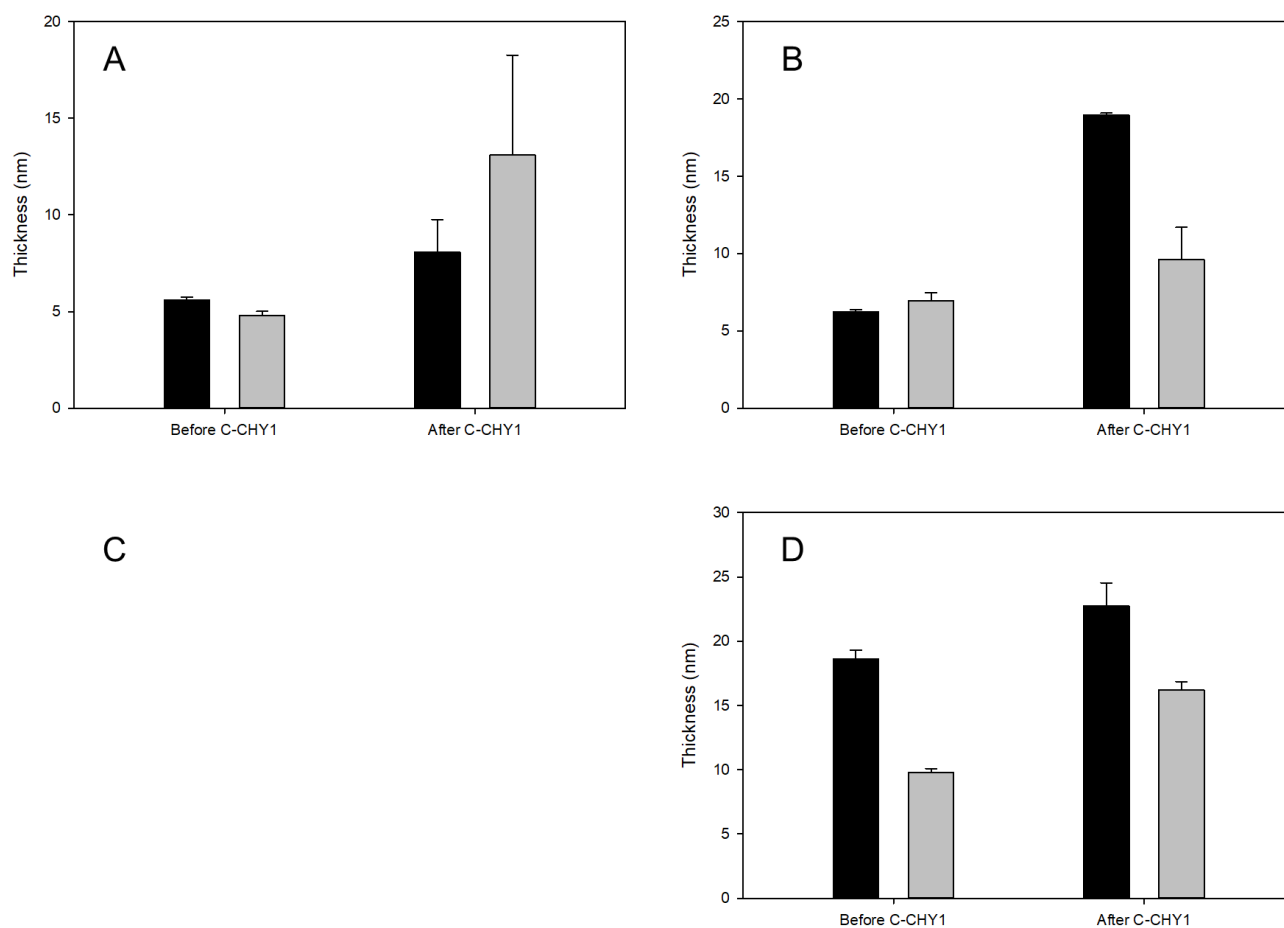 A
20
15
10
5
0
Thickness (nm)
Before C-CHY1
After C-CHY1
B
25
20
15
10
5
0
Thickness (nm)
Before C-CHY1
After C-CHY1
C
D
30
25
20
15
10
5
0
Thickness (nm)
Before C-CHY1
After C-CHY1